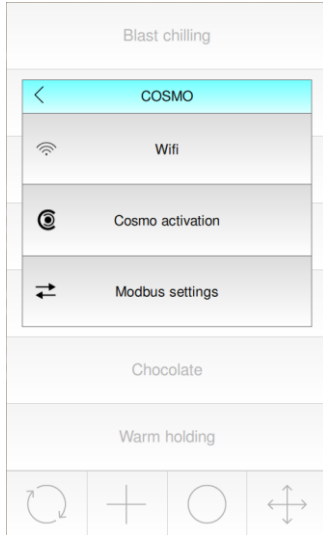 Blast chilling
COSMO
Wifi
Cosmo activation
Modbus settings
Chocolate
Warm holding